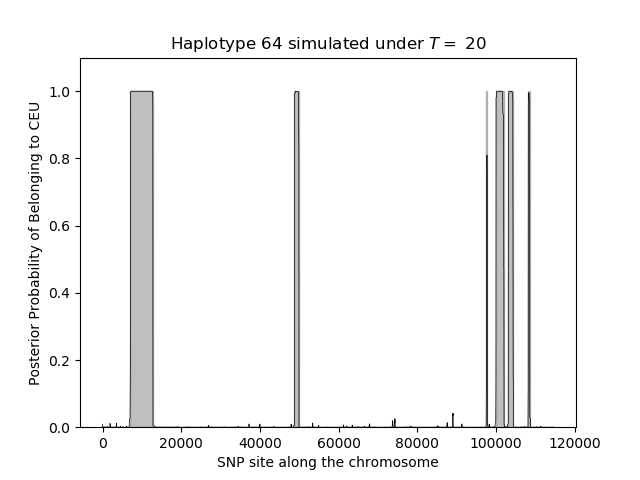 Haplotype 64 simulated under T = 20
Posterior Probability of Belonging to CEU
1.0
0.8
0.6
0.4
0.2
0.0
0 20000 40000 60000 80000 100000 120000
SNP site along the chromosome